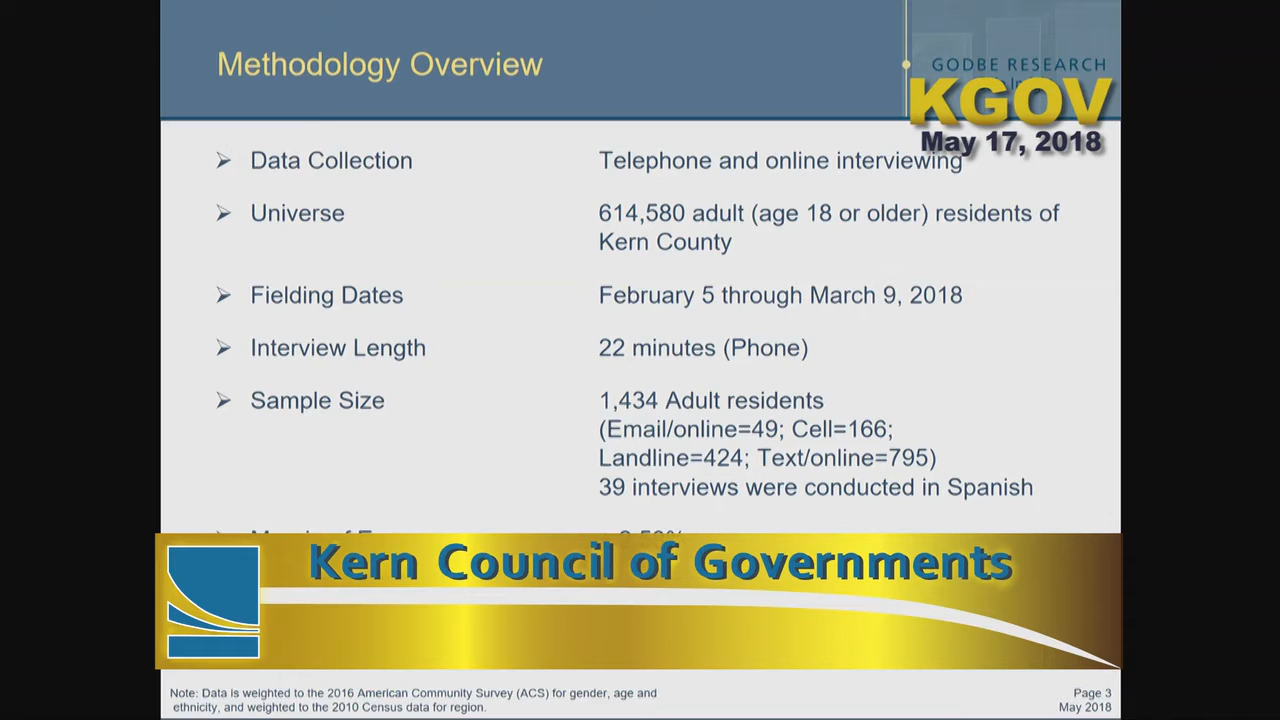 Methodology Overview
GODBE RESEARCH
KGOV
May 17, 2018
Data Collection
Telephone and online interviewing
Universe
614,580 adult (age 18 or older) residents of
Kern County
Fielding Dates
February 5 through March 9, 2018
Interview Length
22 minutes (Phone)
Sample Size
1,434 Adult residents
(Email/online=49; Cell=166;
Landline=424; Text/online=795)
39 interviews were conducted in Spanish
Kern Council of Governments
Note: Data is weighted to the 2016 American Community Survey (ACS) for gender, age and
ethnicity, and weighted to the 2010 Census data for region.
Page 3
May 2018